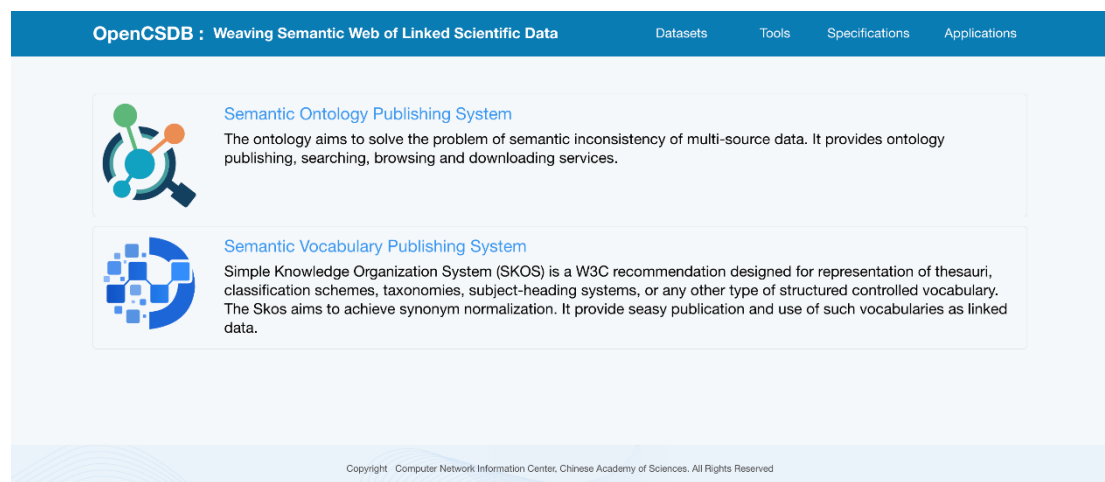 OpenCSDB : Weaving Semantic Web of Linked Scientific Data Datasets Tools Specifications Applications
Semantic Ontology Publishing System
The ontology aims to solve the problem of semantic inconsistency of multi-source data. It provides ontology
publishing, searching, browsing and downloading services.
Semantic Vocabulary Publishing System
Simple Knowledge Organization System (SKOS) is a W3C recommendation designed for representation of thesauri,
classification schemes, taxonomies, subject-heading systems, or any other type of structured controlled vocabulary.
The Skos aims to achieve synonym normalization. It provide seasy publication and use of such vocabularies as linked
data.
Copyright Computer Network Information Center, Chinese Academy of Sciences. All Rights Reserved